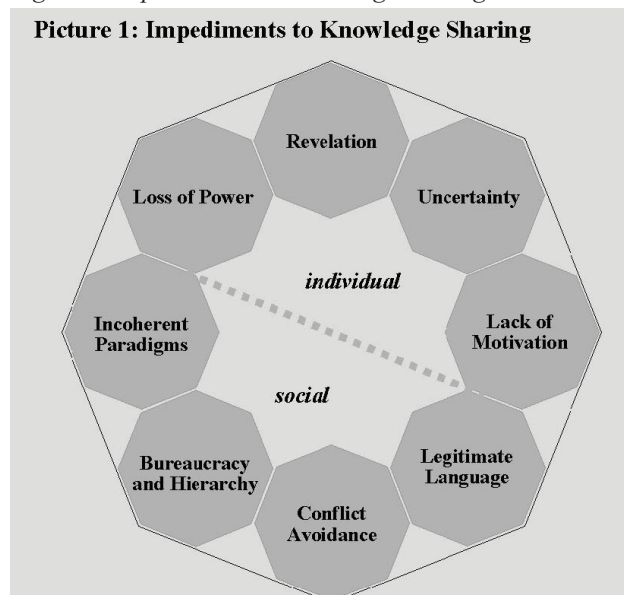 Picture 1: Impediments to Knowledge Sharing
Revelation
Loss of Power
Uncertainty
individual
Incoherent
Paradigms
Lack of
Motivation
social
Bureaucracy
and Hierarchy
Legitimate
Language
Conflict
Avoidance